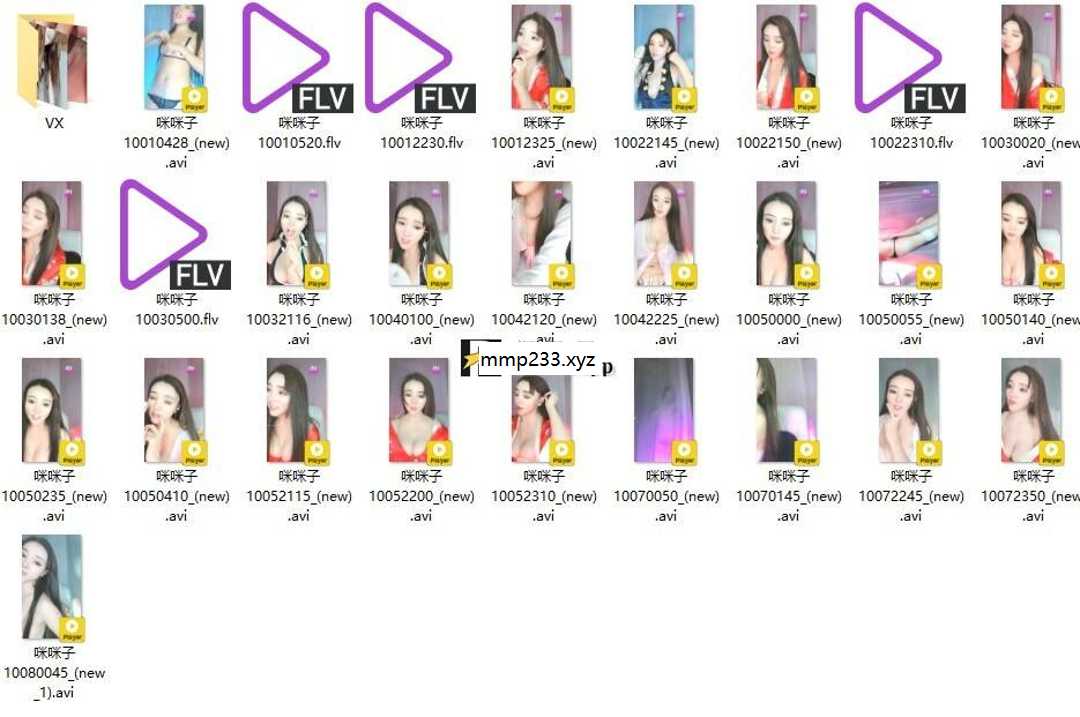 FLV
FLV
Player
Player
Player
Player
FLV
Player
VX
咪咪子
10010428_(new)
.avi
咪咪子
10010520.flv
咪咪子
10012230.flv
咪咪子
10012325_(new)
.avi
咪咪子
10022145_(new)
.avi
咪咪子
10022150_(new)
.avi
咪咪子
10022310.flv
咪咪子
10030020_(new
.avi
Player
FLV
Player
Player
Player
Player
Player
Player
Player
咪咪子
10030138_(new)
.avi
咪咪子
10030500.flv
咪咪子
10032116_(new)
.avi
咪咪子
10040100_(new)
.avi
咪咪子
10042120_(new)
.avi
咪咪子
10042225_(new)
.avi
咪咪子
10050000_(new)
.avi
咪咪子
10050055_(new)
.avi
咪咪子
10050140_(new
.avi
mmp233.xyz
p
Player
Player
Player
Player
Player
Player
Player
Player
Player
咪咪子
10050235_(new)
.avi
咪咪子
10050410_(new)
.avi
咪咪子
10052115_(new)
.avi
咪咪子
10052200_(new)
.avi
咪咪子
10052310_(new)
.avi
咪咪子
10070050_(new)
.avi
咪咪子
10070145_(new)
.avi
咪咪子
10072245_(new)
.avi
咪咪子
10072350_(new
.avi
Player
咪咪子
10080045_(new
_1).avi